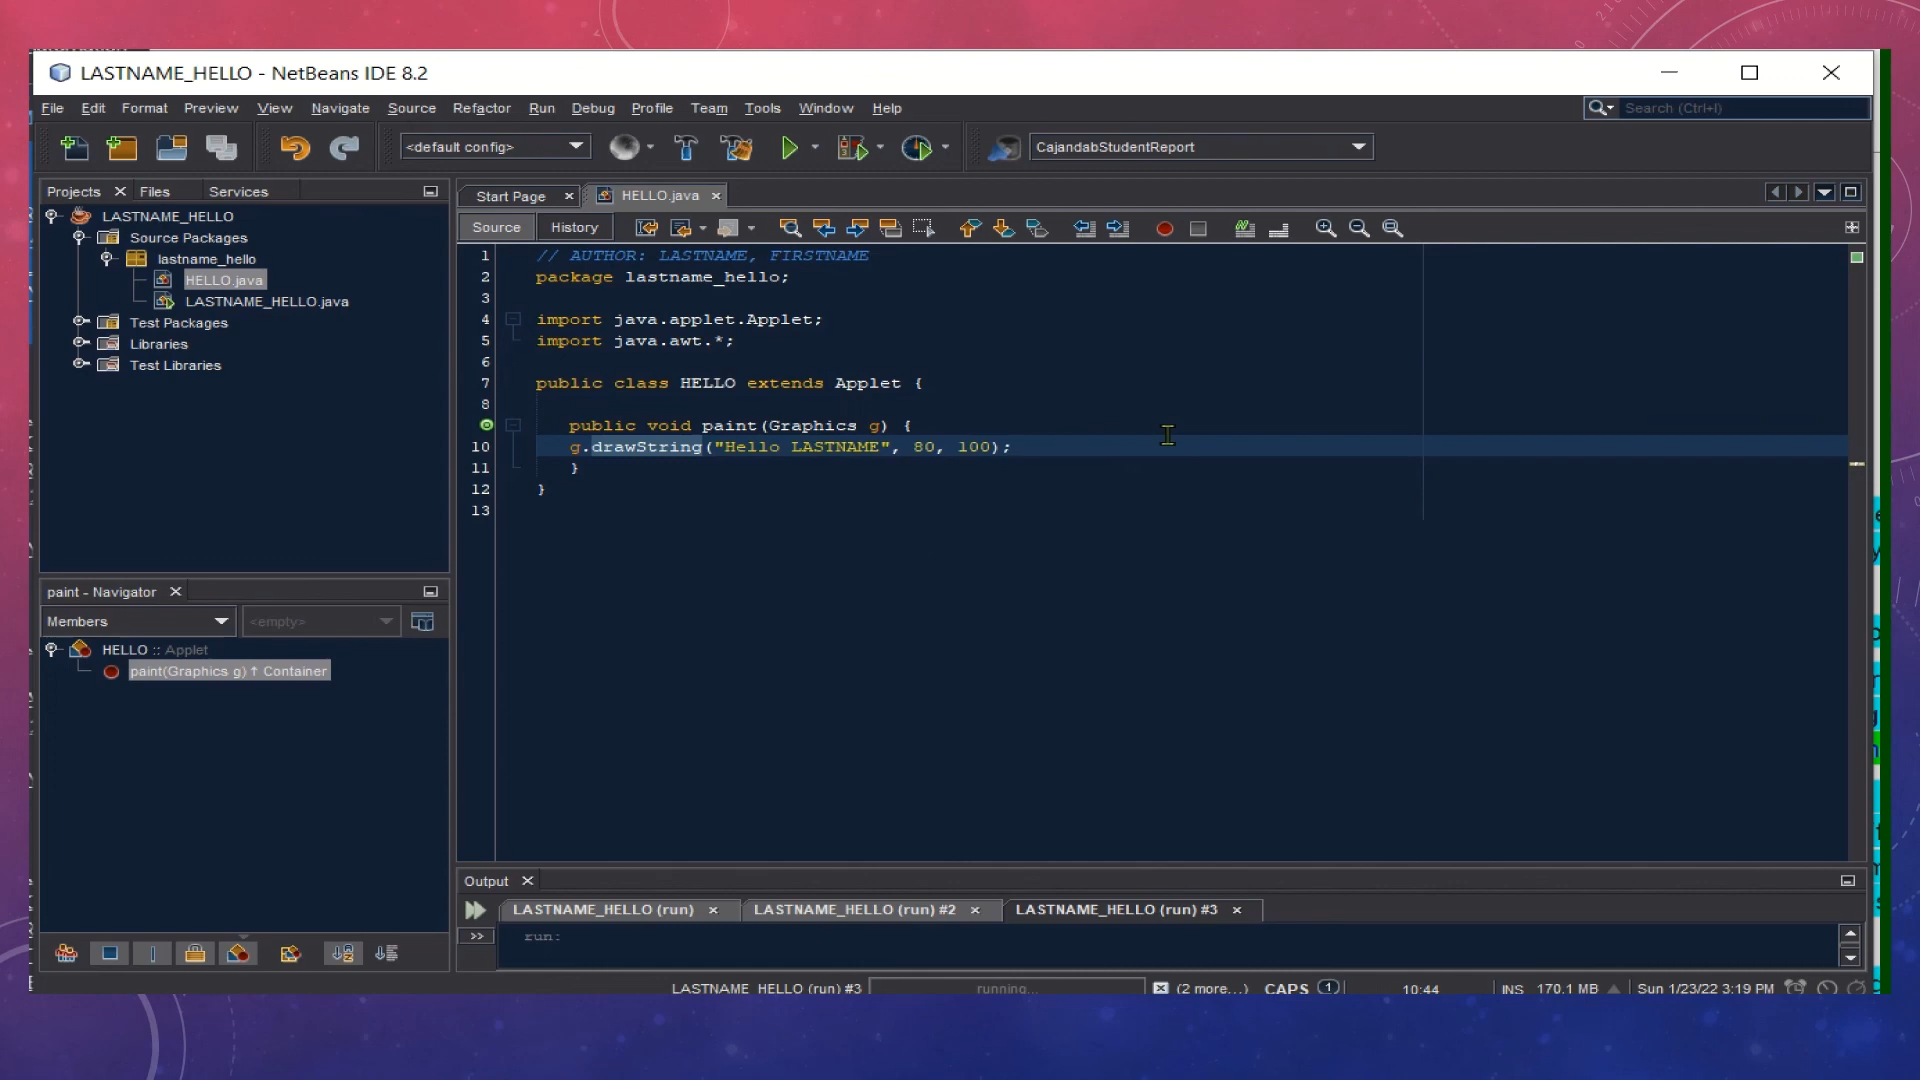 LASTNAME_HELLO - NetBeans IDE 8.2
File Edit Format Preview View Navigate Source Refactor Run Debug Profile Team Tools Window Help
Search (Ctrl+I)
<default config>
CajandabStudentReport
Projects Files Services
Start Page HELLO.java
LASTNAME_HELLO
Source Packages
lastname_hello
HELLO.java
LASTNAME_HELLO.java
Test Packages
Libraries
Test Libraries
Source History
1 // AUTHOR: LASTNAME, FIRSTNAME
2 package lastname_hello;
3
4 import java.applet.Applet;
5 import java.awt.*;
6
7 public class HELLO extends Applet {
8
public void paint(Graphics g) {
10 g.drawString("Hello LASTNAME", 80, 100);
11 }
12 }
13
paint - Navigator
Members
<empty>
HELLO :: Applet
paint(Graphics g) ↑ Container
Output
LASTNAME_HELLO (run) LASTNAME_HELLO (run) #2 LASTNAME_HELLO (run) #3
>> run:
LASTNAME_HELLO (run) #3 running... (2 more...) CAPS 1 10:44 INS 170.1 MB Sun 1/23/22 3:19 PM